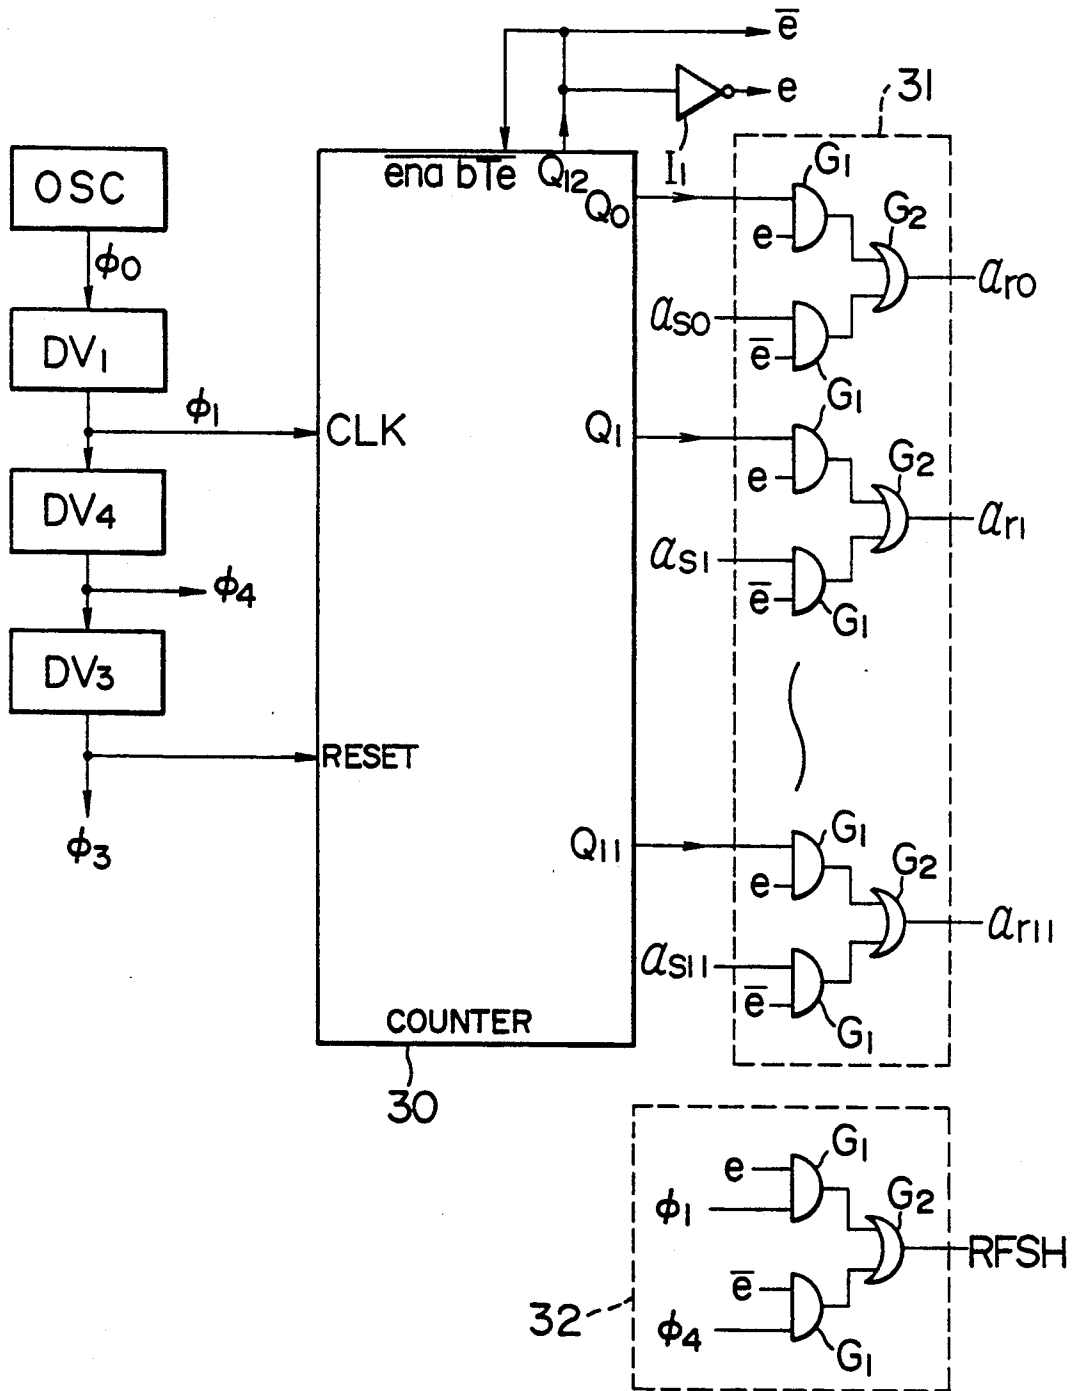 e̅
e
31
OSC
e̅n̅a̅ ̅b̅T̅e̅
Q12
I1
G1
Q0
e
G2
ar0
ϕ0
DV1
as0
e̅
G1
ϕ1
CLK
Q1
G1
e
G2
ar1
DV4
as1
e̅
G1
ϕ4
DV3
RESET
ϕ3
Q11
G1
e
G2
ar11
as11
e̅
G1
COUNTER
30
G1
e
ϕ1
G2
RFSH
e̅
ϕ4
G1
32